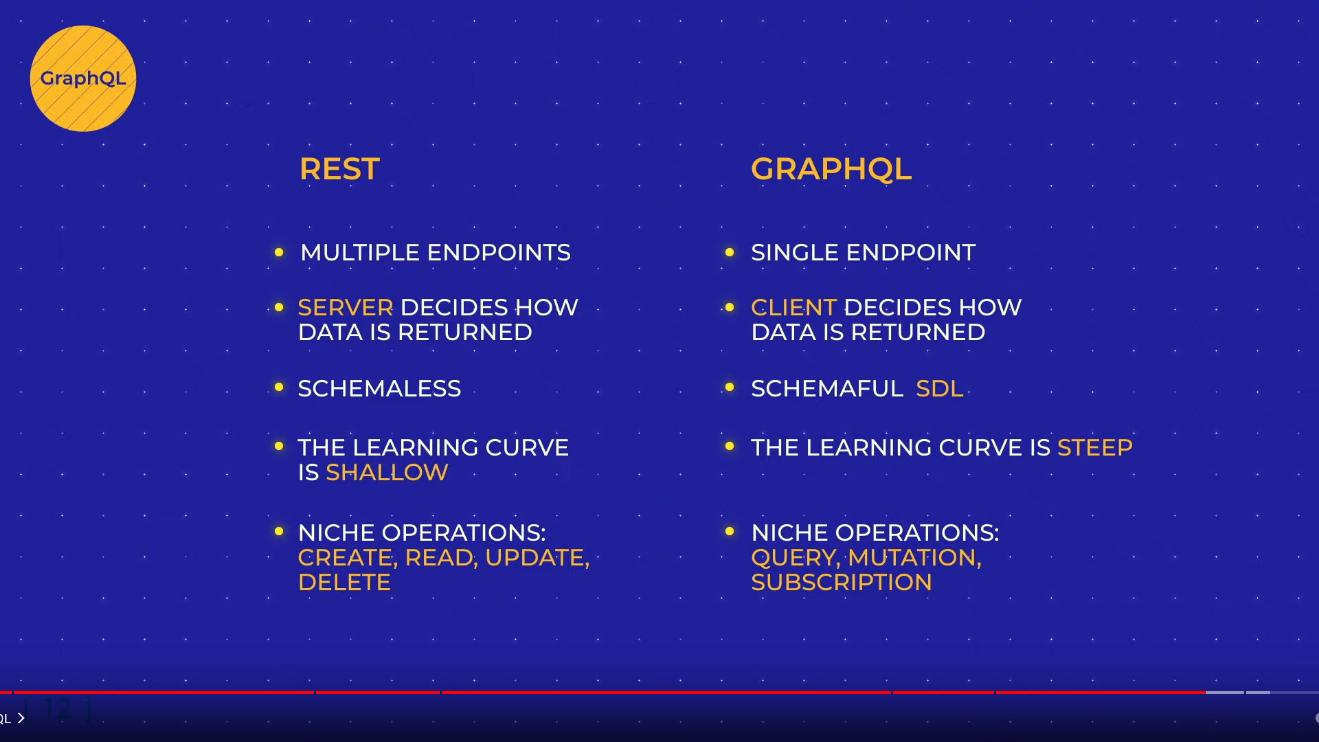 GraphQL
REST
MULTIPLE ENDPOINTS
SERVER DECIDES HOW
DATA IS RETURNED
SCHEMALESS
THE LEARNING CURVE
IS SHALLOW
NICHE OPERATIONS:
CREATE, READ, UPDATE,
DELETE
GRAPHQL
SINGLE ENDPOINT
CLIENT DECIDES HOW
DATA IS RETURNED
SCHEMAFUL SDL
THE LEARNING CURVE IS STEEP
NICHE OPERATIONS:
QUERY, MUTATION,
SUBSCRIPTION
[ 12 ]
QL